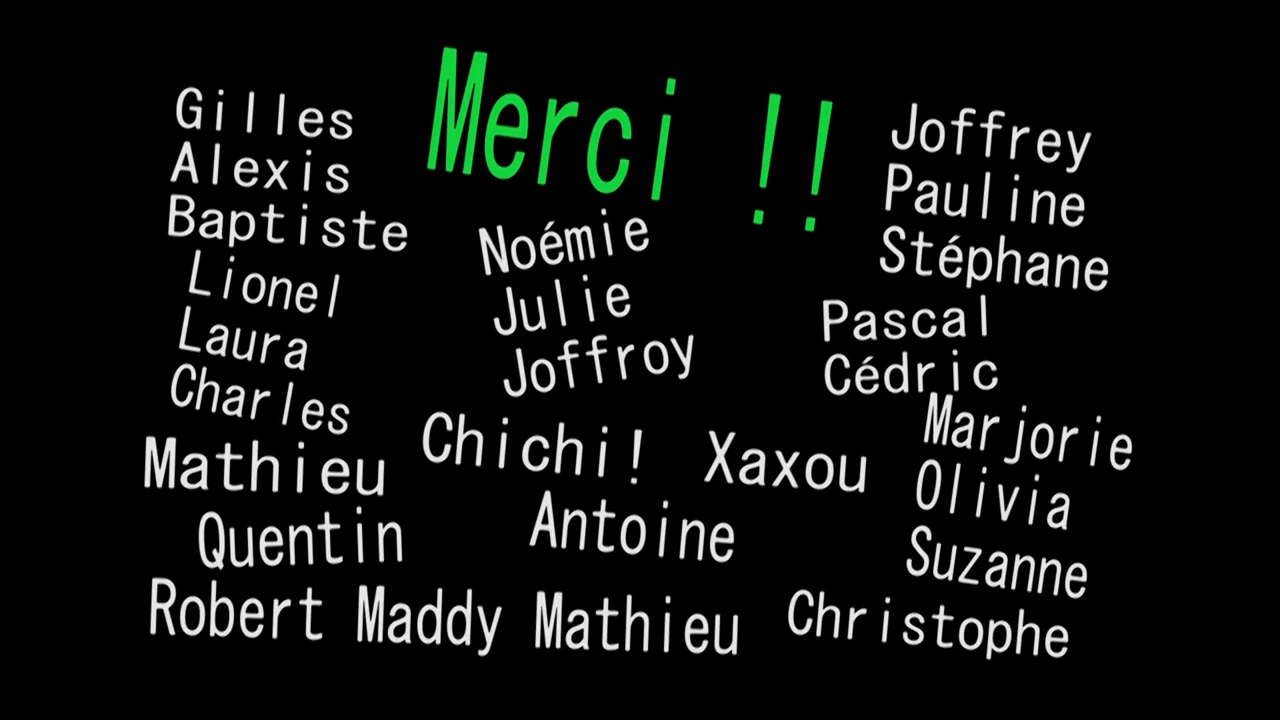 Merci !!
Gilles
Alexis
Baptiste
Lionel
Laura
Charles
Mathieu
Quentin
Robert Maddy Mathieu
Noémie
Julie
Joffroy
Chichi! Xaxou
Antoine
Joffrey
Pauline
Stéphane
Pascal
Cédric
Marjorie
Olivia
Suzanne
Christophe